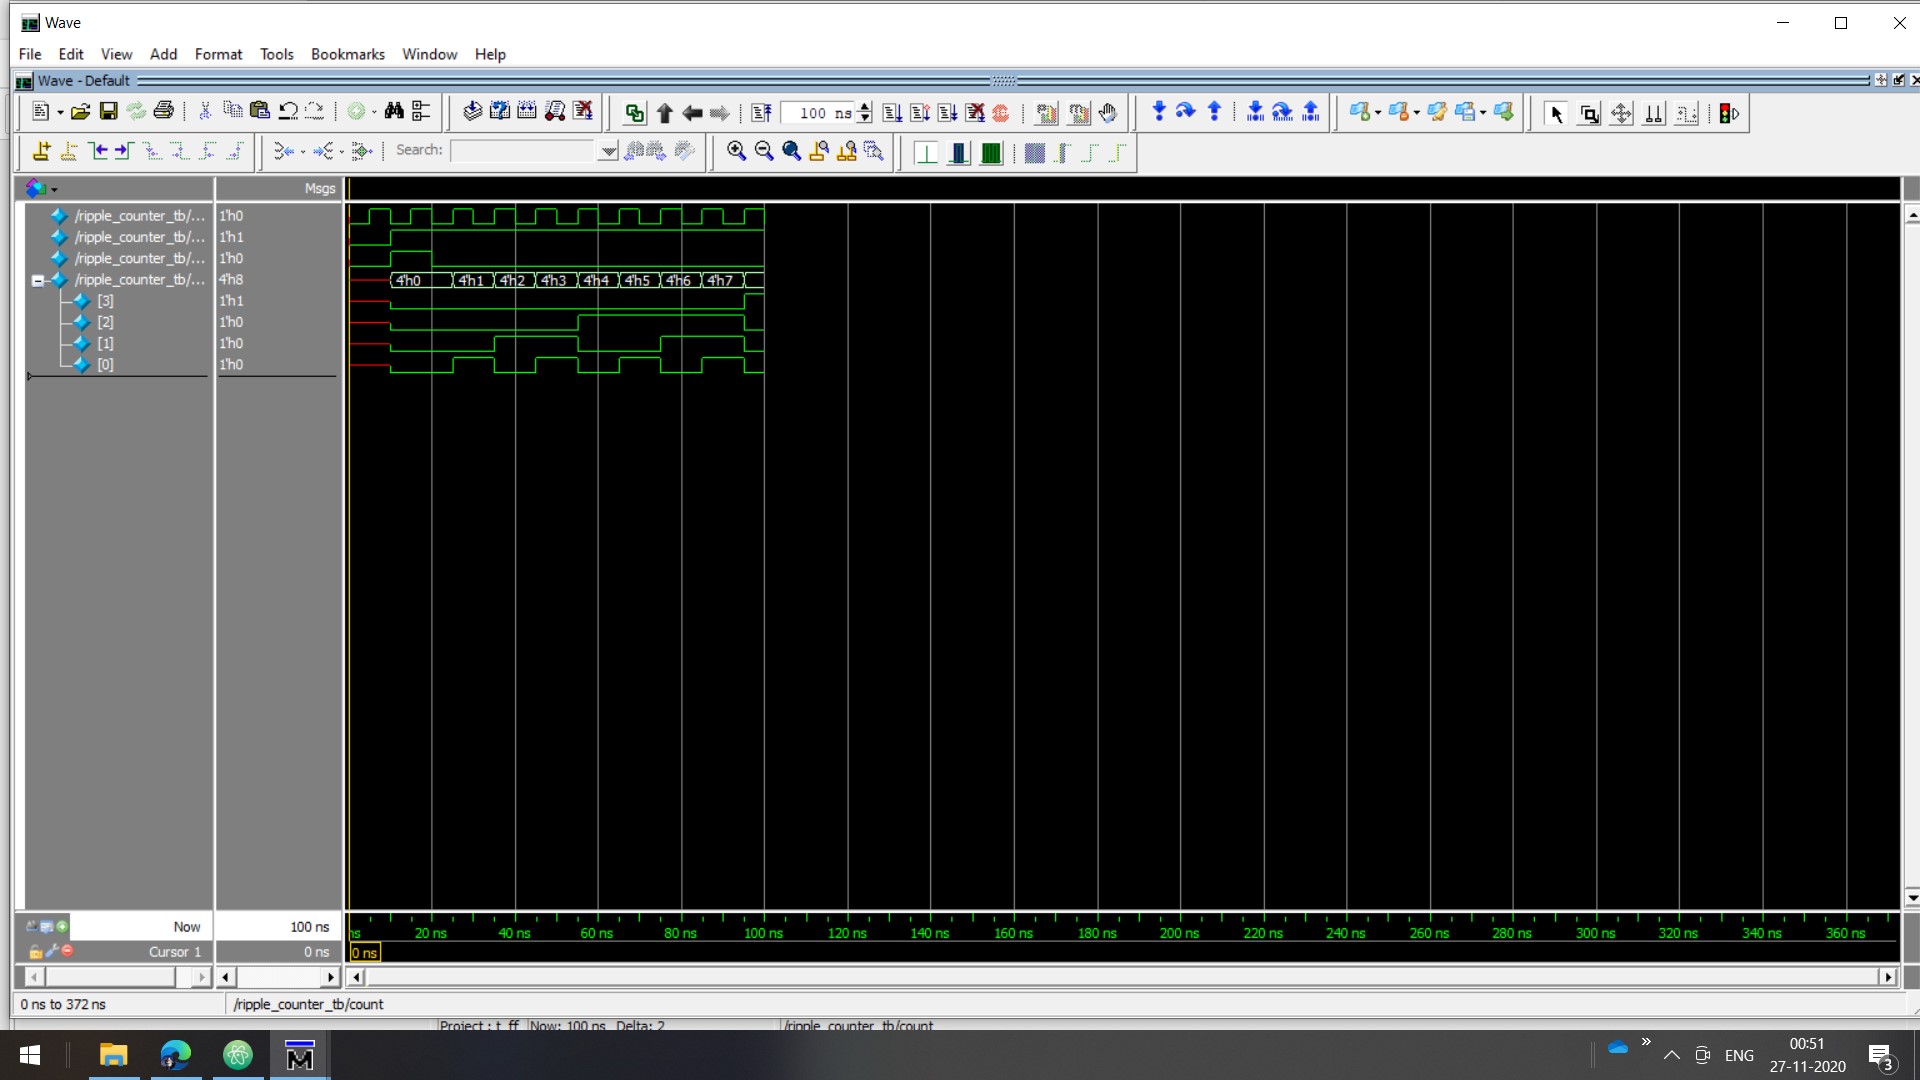 Wave
File Edit View Add Format Tools Bookmarks Window Help
Wave - Default
100 ns
Search:
Msgs
/ripple_counter_tb/... 1'h0
/ripple_counter_tb/... 1'h1
/ripple_counter_tb/... 1'h0
/ripple_counter_tb/... 4'h8 4'h0 4'h1 4'h2 4'h3 4'h4 4'h5 4'h6 4'h7
[3] 1'h1
[2] 1'h0
[1] 1'h0
[0] 1'h0
Now 100 ns
ns 20 ns 40 ns 60 ns 80 ns 100 ns 120 ns 140 ns 160 ns 180 ns 200 ns 220 ns 240 ns 260 ns 280 ns 300 ns 320 ns 340 ns 360 ns
Cursor 1 0 ns 0 ns
0 ns to 372 ns /ripple_counter_tb/count
Project : t_ff Now: 100 ns Delta: 2 /ripple_counter_tb/count
M
ENG
00:51
27-11-2020
3